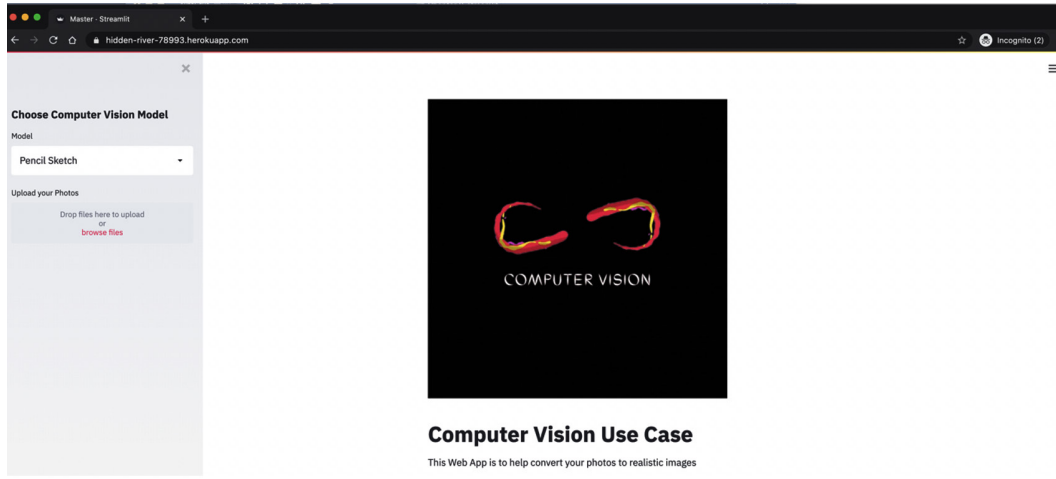 Master · Streamlit
hidden-river-78993.herokuapp.com
Incognito (2)
Choose Computer Vision Model
Model
Pencil Sketch
Upload your Photos
Drop files here to upload
or
browse files
COMPUTER VISION
Computer Vision Use Case
This Web App is to help convert your photos to realistic images